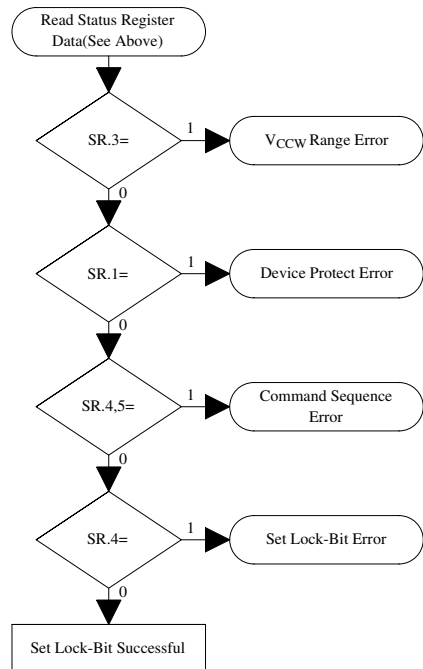 Read Status Register
Data(See Above)
SR.3=
1
VCCW Range Error
0
SR.1=
1
Device Protect Error
0
SR.4,5=
1
Command Sequence
Error
0
SR.4=
1
Set Lock-Bit Error
0
Set Lock-Bit Successful